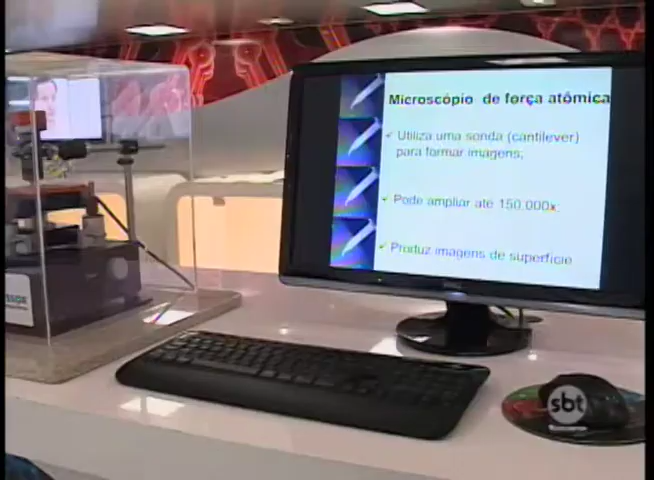 Microscópio de força atômica
✓ Utiliza uma sonda (cantilever)
para formar imagens;
✓ Pode ampliar até 150.000x
✓ Produz imagens de superfície
sbt